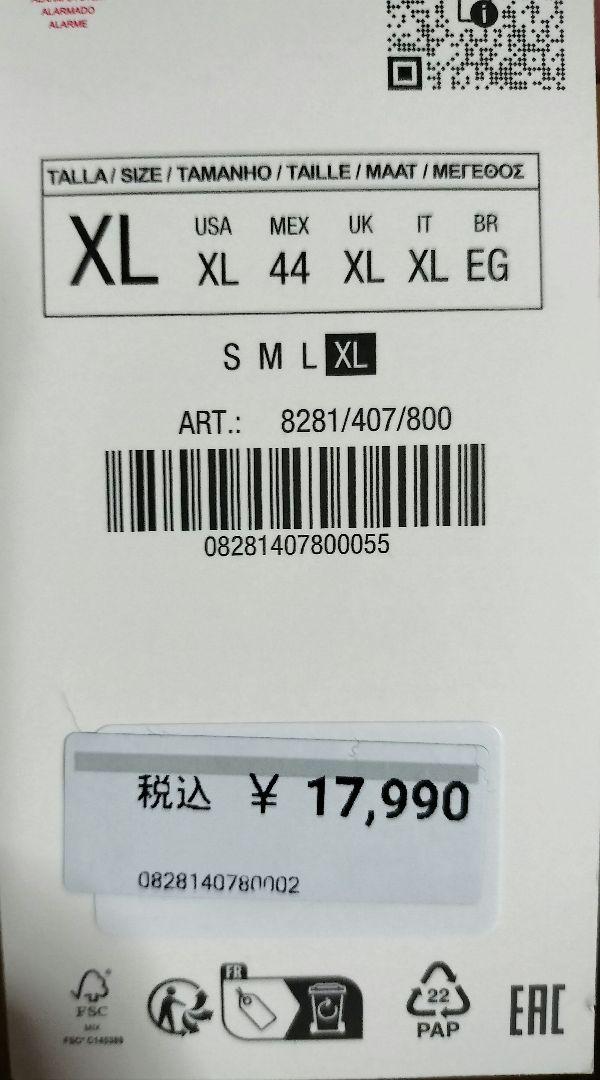 ALARMADO
ALARME
TALLA / SIZE / TAMANHO / TAILLE / MAAT / ΜΕΓΕΘΟΣ
XL
USA MEX UK IT BR
XL 44 XL XL EG
S M L XL
ART.: 8281/407/800
08281407800055
税込 ¥ 17,990
0828140780002
FR
FSC
MIX
22
PAP
EAC